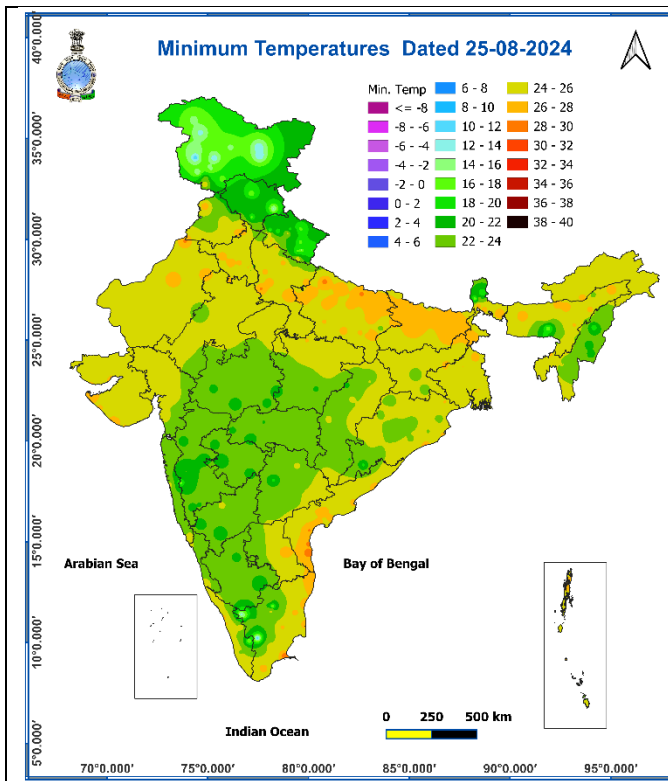 Minimum Temperatures Dated 25-08-2024
Min. Temp
<= -8
-8 - -6
-6 - -4
-4 - -2
-2 - 0
0 - 2
2 - 4
4 - 6
6 - 8
8 - 10
10 - 12
12 - 14
14 - 16
16 - 18
18 - 20
20 - 22
22 - 24
24 - 26
26 - 28
28 - 30
30 - 32
32 - 34
34 - 36
36 - 38
38 - 40
40°0.000'
35°0.000'
30°0.000'
25°0.000'
20°0.000'
15°0.000'
10°0.000'
5°0.000'
Arabian Sea
Bay of Bengal
Indian Ocean
0 250 500 km
70°0.000' 75°0.000' 80°0.000' 85°0.000' 90°0.000' 95°0.000'